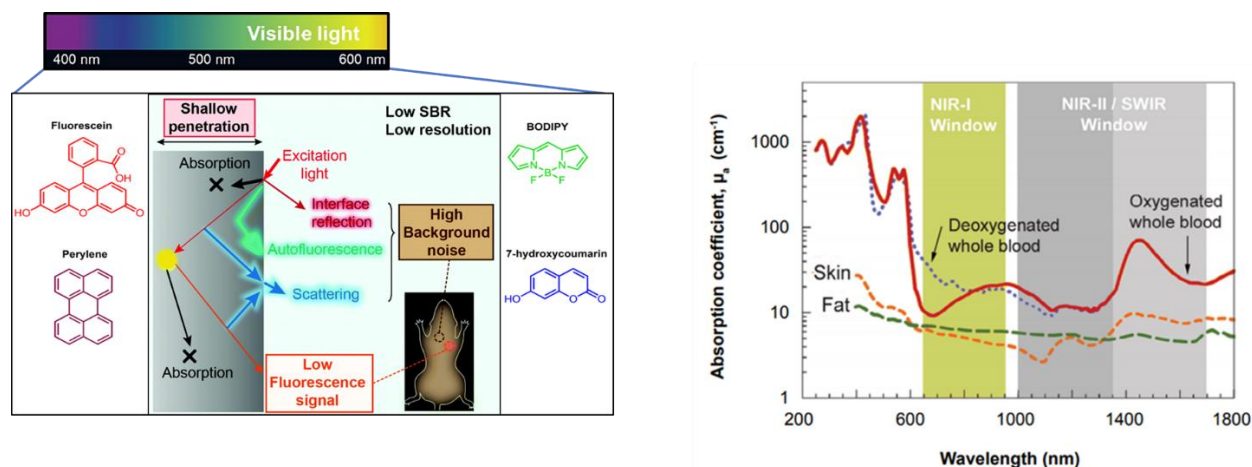 Visible light
400 nm
500 nm
600 nm
Fluorescein
O
OH
HO
O
O
Perylene
Shallow
penetration
Absorption
Excitation
light
Interface
reflection
Autofluorescence
Scattering
Absorption
Low
Fluorescence
signal
Low SBR
Low resolution
High
Background
noise
BODIPY
N
N
B
F
F
7-hydroxycoumarin
HO
O
O
Absorption coefficient, μa (cm⁻¹)
1000
100
10
1
NIR-I
Window
NIR-II / SWIR
Window
Deoxygenated
whole blood
Oxygenated
whole blood
Skin
Fat
200
600
1000
1400
1800
Wavelength (nm)